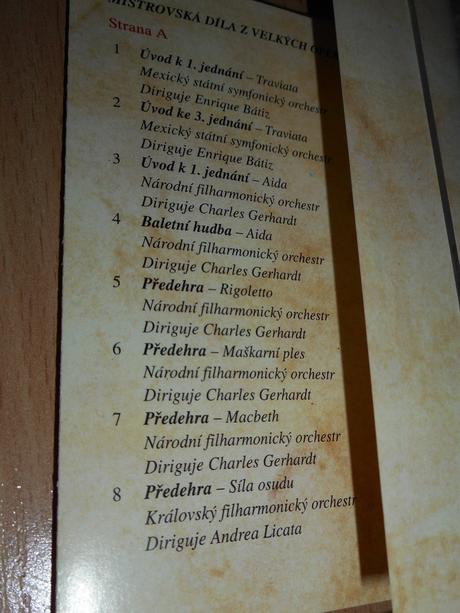 MISTROVSKÁ DÍLA Z VELKÝCH
Strana A
1 Úvod k 1. jednání – Traviata
Mexický státní symfonický orchestr
Diriguje Enrique Bátiz
2 Úvod ke 3. jednání – Traviata
Mexický státní symfonický orchestr
Diriguje Enrique Bátiz
3 Úvod k 1. jednání – Aida
Národní filharmonický orchestr
Diriguje Charles Gerhardt
4 Baletní hudba – Aida
Národní filharmonický orchestr
Diriguje Charles Gerhardt
5 Předehra – Rigoletto
Národní filharmonický orchestr
Diriguje Charles Gerhardt
6 Předehra – Maškarní ples
Národní filharmonický orchestr
Diriguje Charles Gerhardt
7 Předehra – Macbeth
Národní filharmonický orchestr
Diriguje Charles Gerhardt
8 Předehra – Síla osudu
Královský filharmonický orchestr
Diriguje Andrea Licata